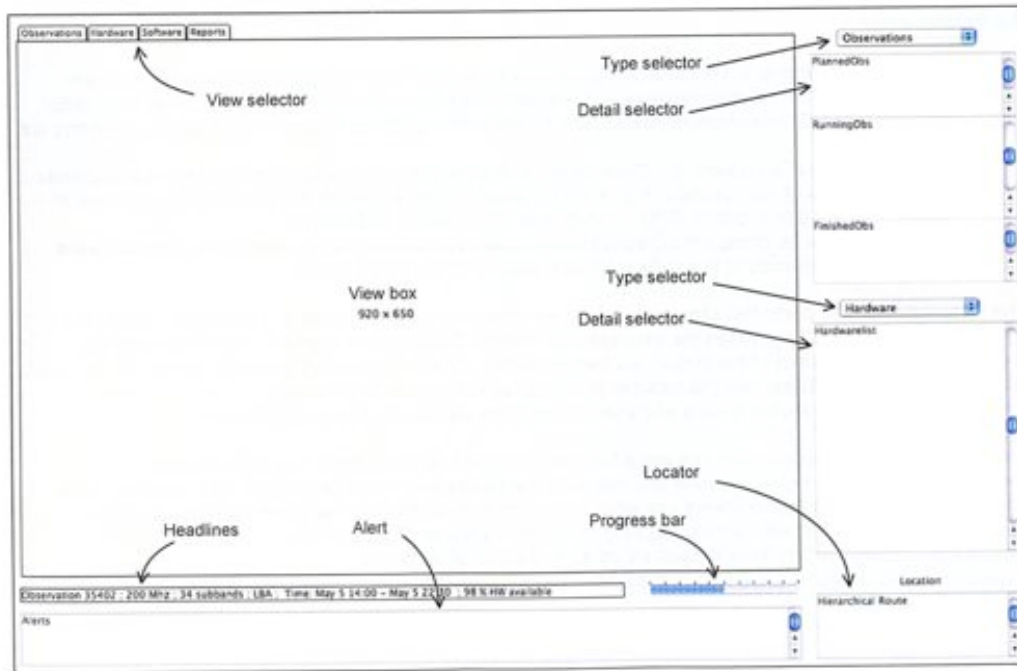 Observations Hardware Software Reports
View selector
Type selector
Observations
Detail selector
PlannedObs
RunningObs
FinishedObs
View box
920 x 650
Type selector
Hardware
Detail selector
Hardwarelist
Locator
Headlines
Alert
Progress bar
Observation 35402 ; 200 Mhz ; 34 subbands ; LBA ; Time: May 5 14:00 – May 5 ; 98 % HW available
Location
Alerts
Hierarchical Route